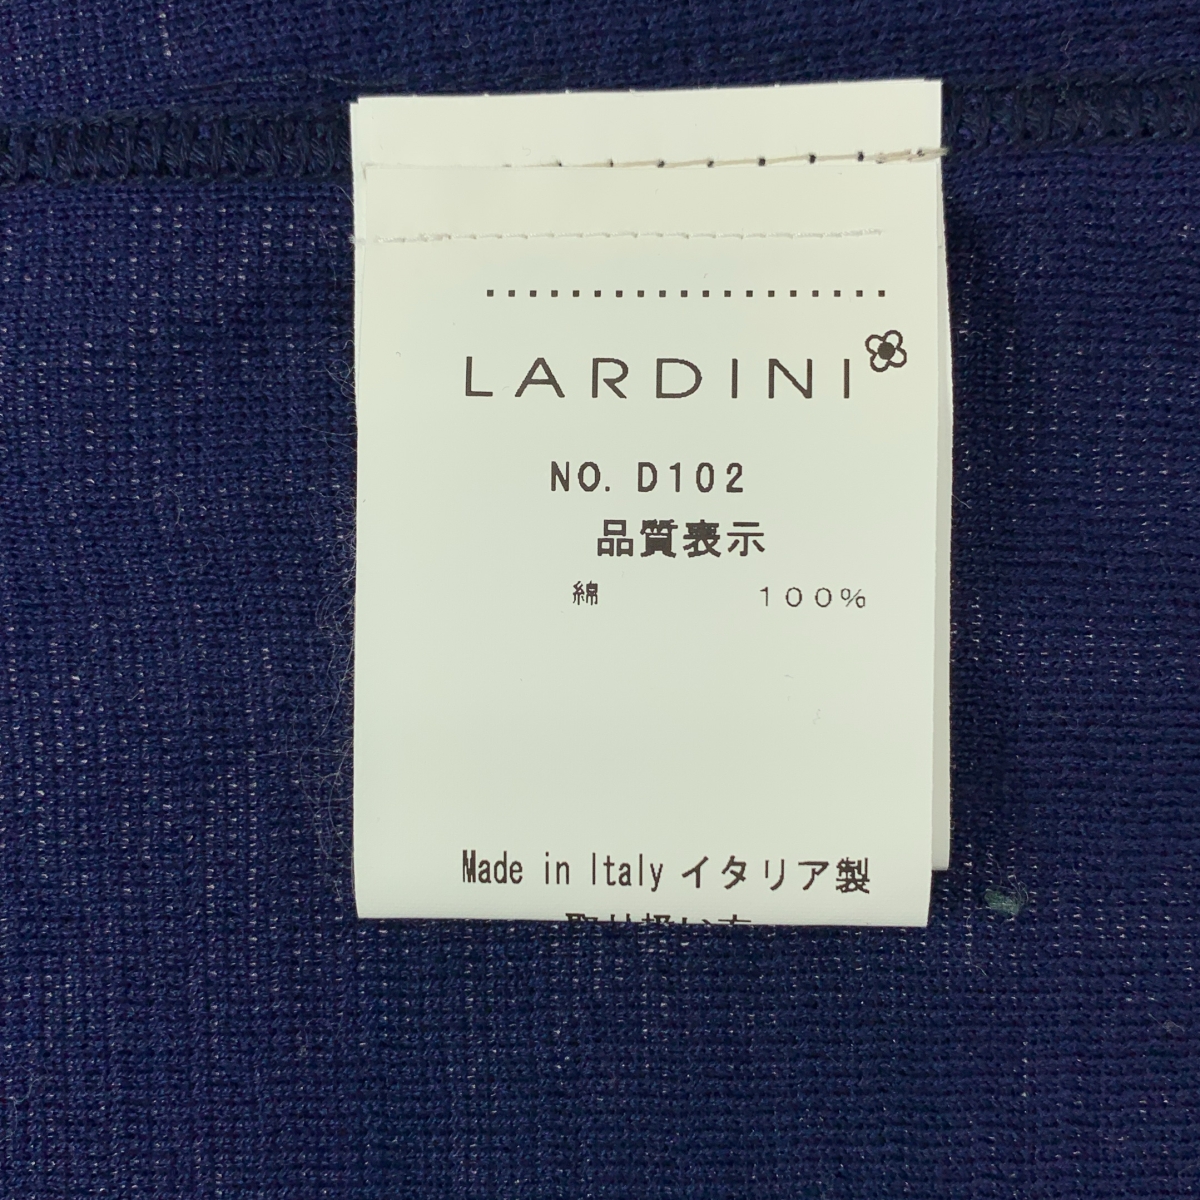 LARDINI
NO. D102
品質表示
綿 100%
Made in Italy イタリア製